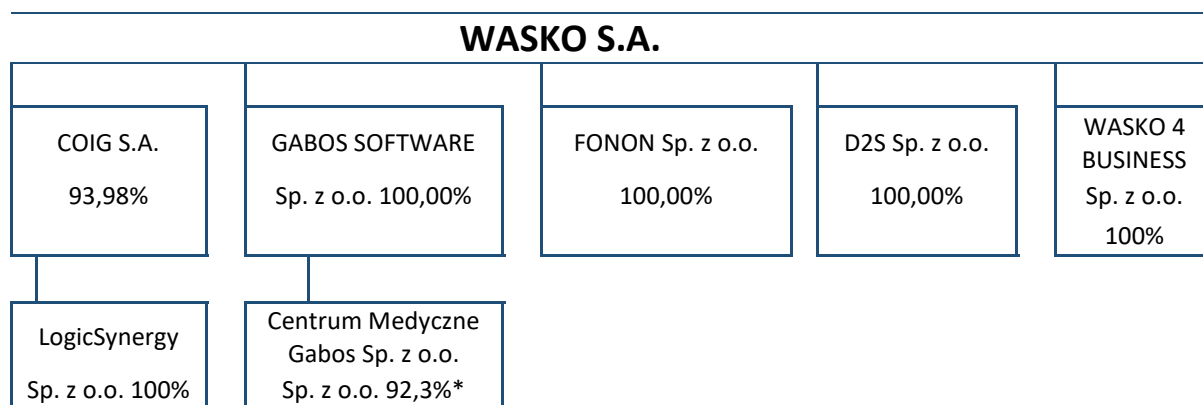 WASKO S.A.
COIG S.A.
93,98%
GABOS SOFTWARE
Sp. z o.o. 100,00%
FONON Sp. z o.o.
100,00%
D2S Sp. z o.o.
100,00%
WASKO 4
BUSINESS
Sp. z o.o.
100%
LogicSynergy
Sp. z o.o. 100%
Centrum Medyczne
Gabos Sp. z o.o.
Sp. z o.o. 92,3%*